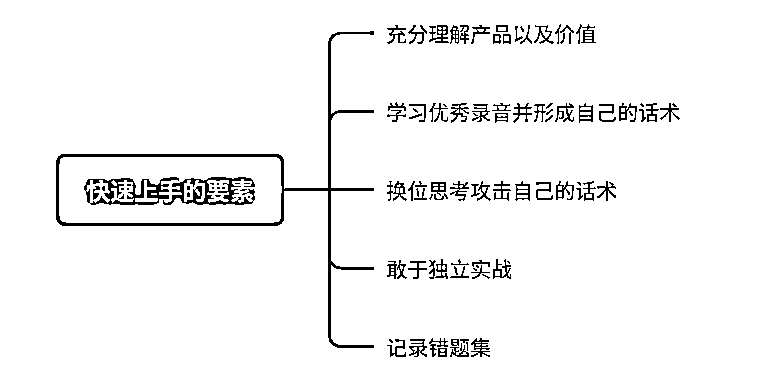 快速上手的要素
充分理解产品以及价值
学习优秀录音并形成自己的话术
换位思考攻击自己的话术
敢于独立实战
记录错题集